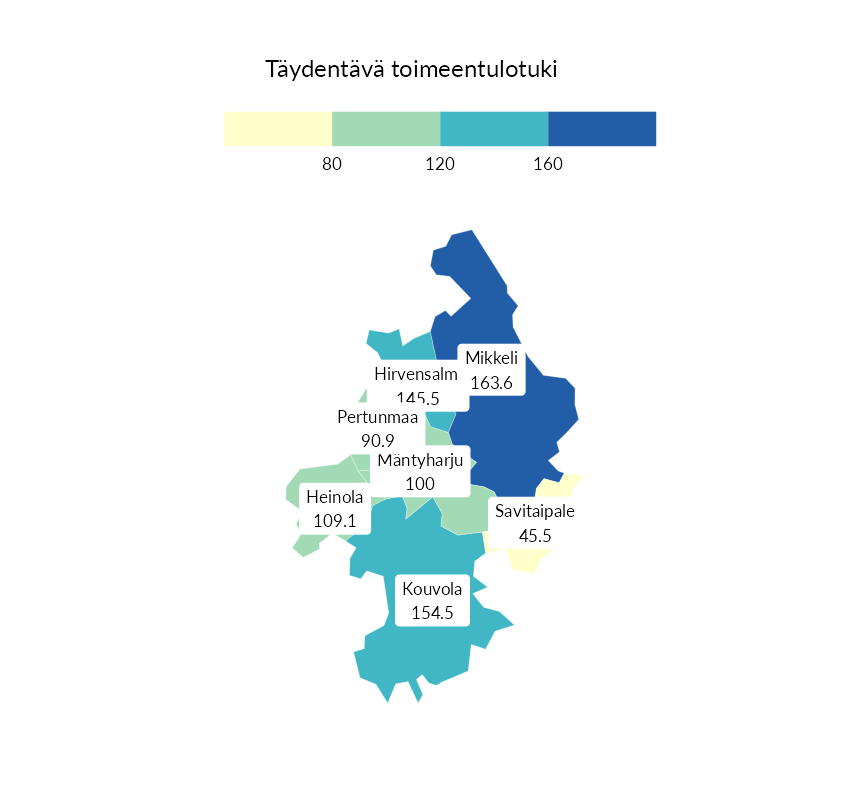 Täydentävä toimeentulotuki
80 120 160
Mikkeli
163.6
Hirvensalm
145.5
Pertunmaa
90.9
Mäntyharju
100
Heinola
109.1
Savitaipale
45.5
Kouvola
154.5